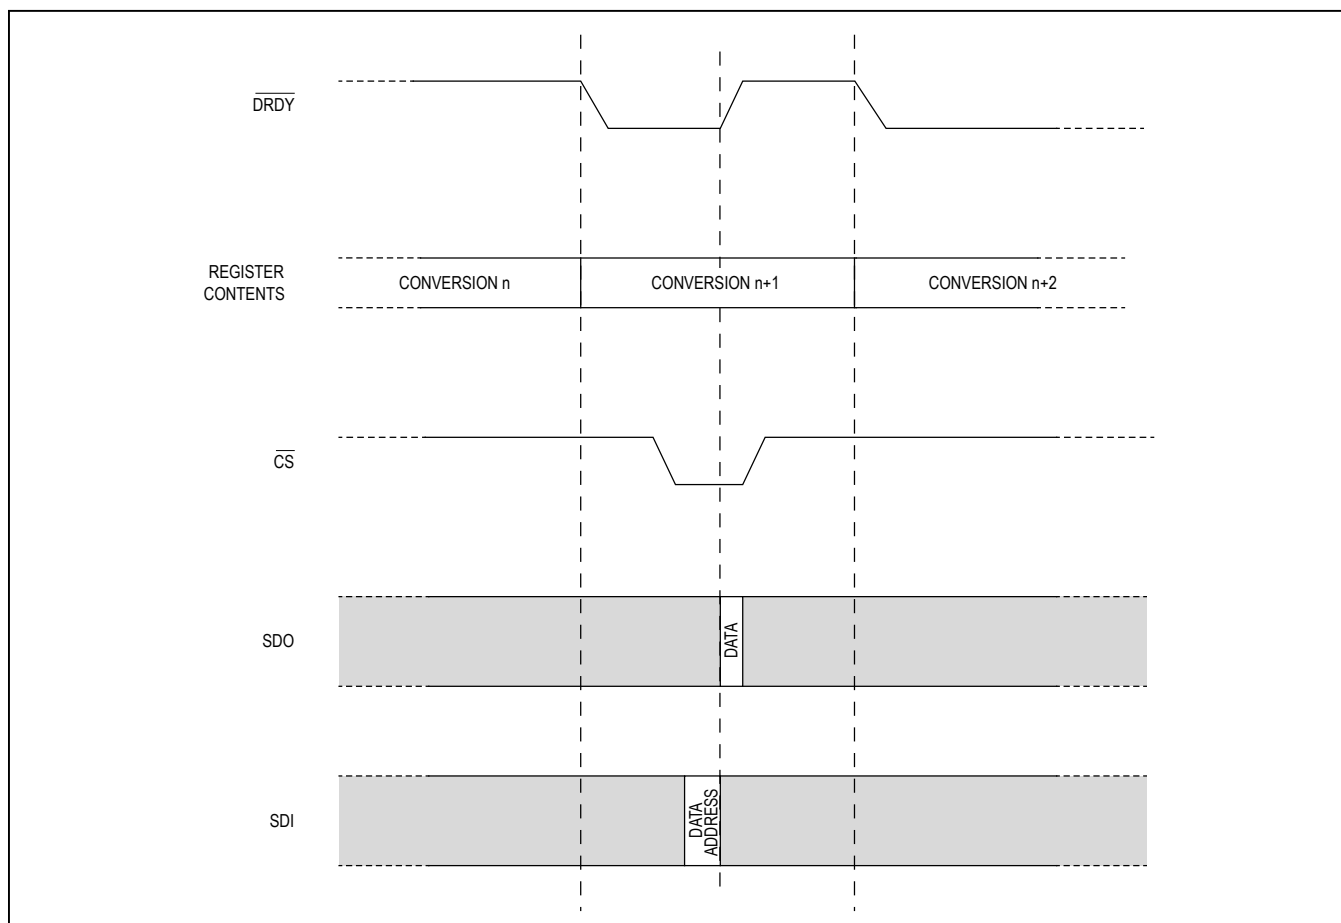 DRDY
REGISTER
CONTENTS
CONVERSION n
CONVERSION n+1
CONVERSION n+2
CS
SDO
DATA
SDI
DATA
ADDRESS